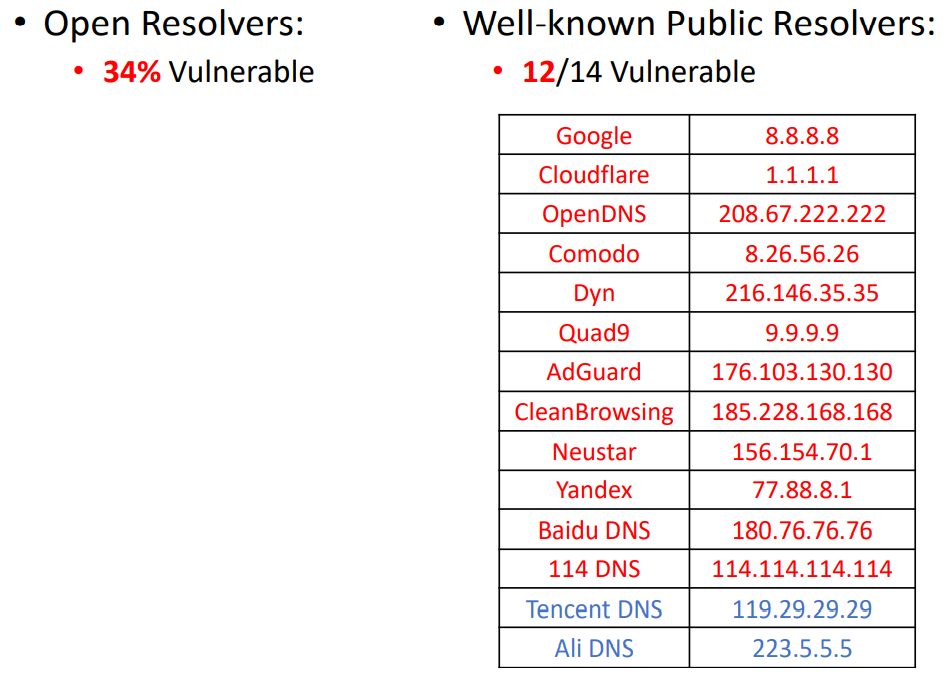 • Open Resolvers:
• 34% Vulnerable
• Well-known Public Resolvers:
• 12/14 Vulnerable
Google 8.8.8.8
Cloudflare 1.1.1.1
OpenDNS 208.67.222.222
Comodo 8.26.56.26
Dyn 216.146.35.35
Quad9 9.9.9.9
AdGuard 176.103.130.130
CleanBrowsing 185.228.168.168
Neustar 156.154.70.1
Yandex 77.88.8.1
Baidu DNS 180.76.76.76
114 DNS 114.114.114.114
Tencent DNS 119.29.29.29
Ali DNS 223.5.5.5